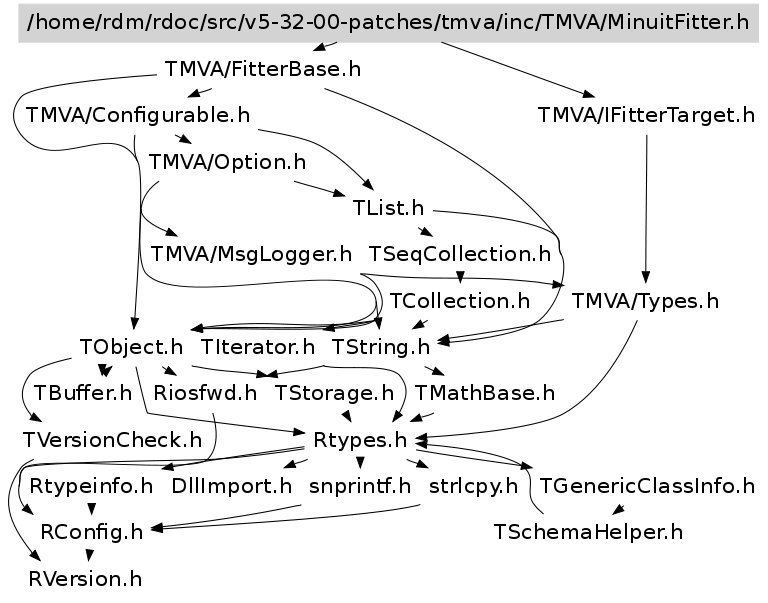 /home/rdm/rdoc/src/v5-32-00-patches/tmva/inc/TMVA/MinuitFitter.h
TMVA/FitterBase.h
TMVA/Configurable.h
TMVA/IFitterTarget.h
TMVA/Option.h
TList.h
TMVA/MsgLogger.h
TSeqCollection.h
TCollection.h
TMVA/Types.h
TObject.h
TIterator.h
TString.h
TBuffer.h
Riosfwd.h
TStorage.h
TMathBase.h
TVersionCheck.h
Rtypes.h
Rtypeinfo.h
DllImport.h
snprintf.h
strlcpy.h
TGenericClassInfo.h
RConfig.h
TSchemaHelper.h
RVersion.h